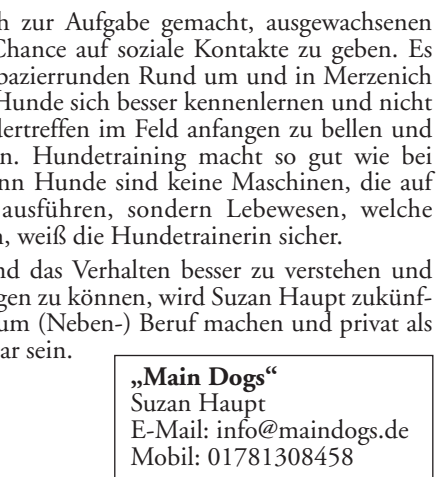 h zur Aufgabe gemacht, ausgewachsenen
Chance auf soziale Kontakte zu geben. Es
pazierrunden Rund um und in Merzenich
Hunde sich besser kennenlernen und nicht
dertreffen im Feld anfangen zu bellen und
n. Hundetraining macht so gut wie bei
nn Hunde sind keine Maschinen, die auf
ausführen, sondern Lebewesen, welche
n, weiß die Hundetrainerin sicher.
nd das Verhalten besser zu verstehen und
gen zu können, wird Suzan Haupt zukünf-
um (Neben-) Beruf machen und privat als
ar sein.
„Main Dogs“
Suzan Haupt
E-Mail: info@maindogs.de
Mobil: 01781308458